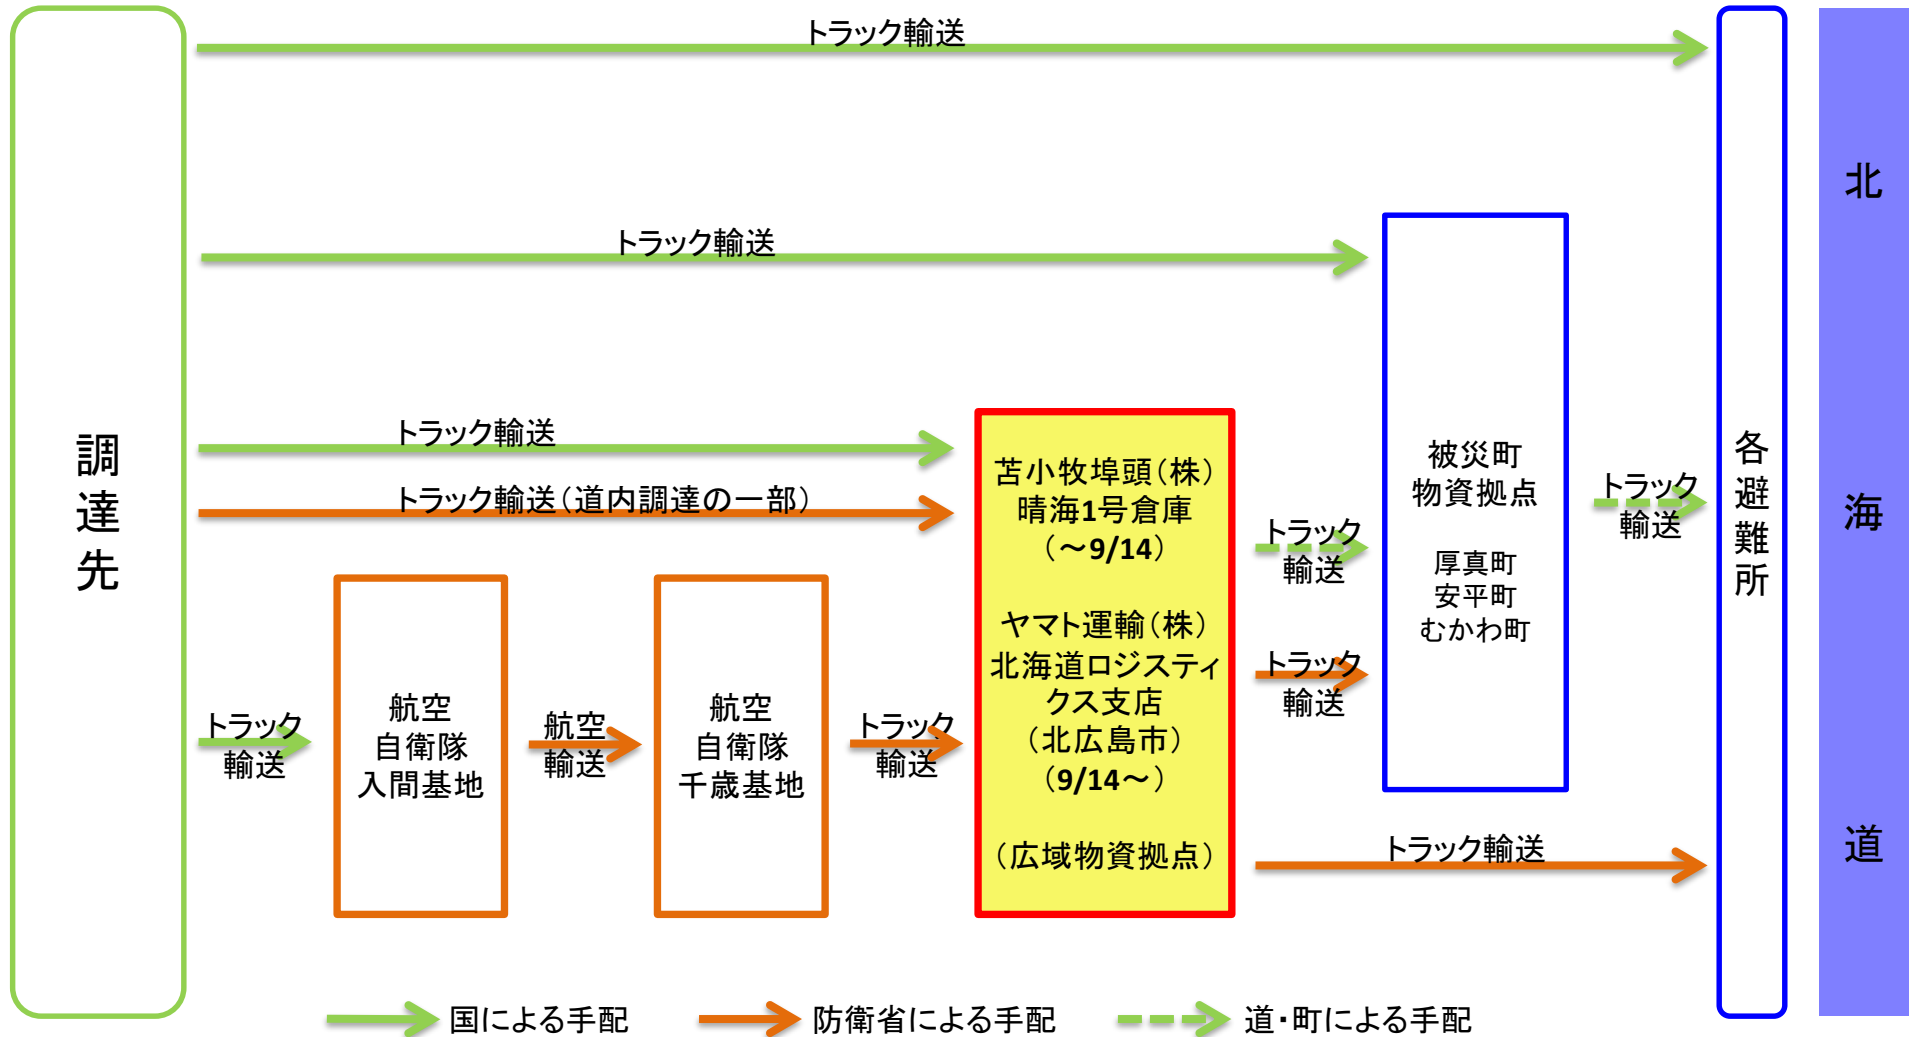 トラック輸送
トラック輸送
調
達
先
トラック輸送
トラック輸送(道内調達の一部)
トラック
輸送
航空
自衛隊
入間基地
航空
輸送
航空
自衛隊
千歳基地
トラック
輸送
苫小牧埠頭(株)
晴海1号倉庫
(～9/14)
ヤマト運輸(株)
北海道ロジスティ
クス支店
(北広島市)
(9/14～)
(広域物資拠点)
トラック
輸送
トラック
輸送
被災町
物資拠点
厚真町
安平町
むかわ町
トラック
輸送
トラック輸送
各
避
難
所
北
海
道
国による手配
防衛省による手配
道・町による手配